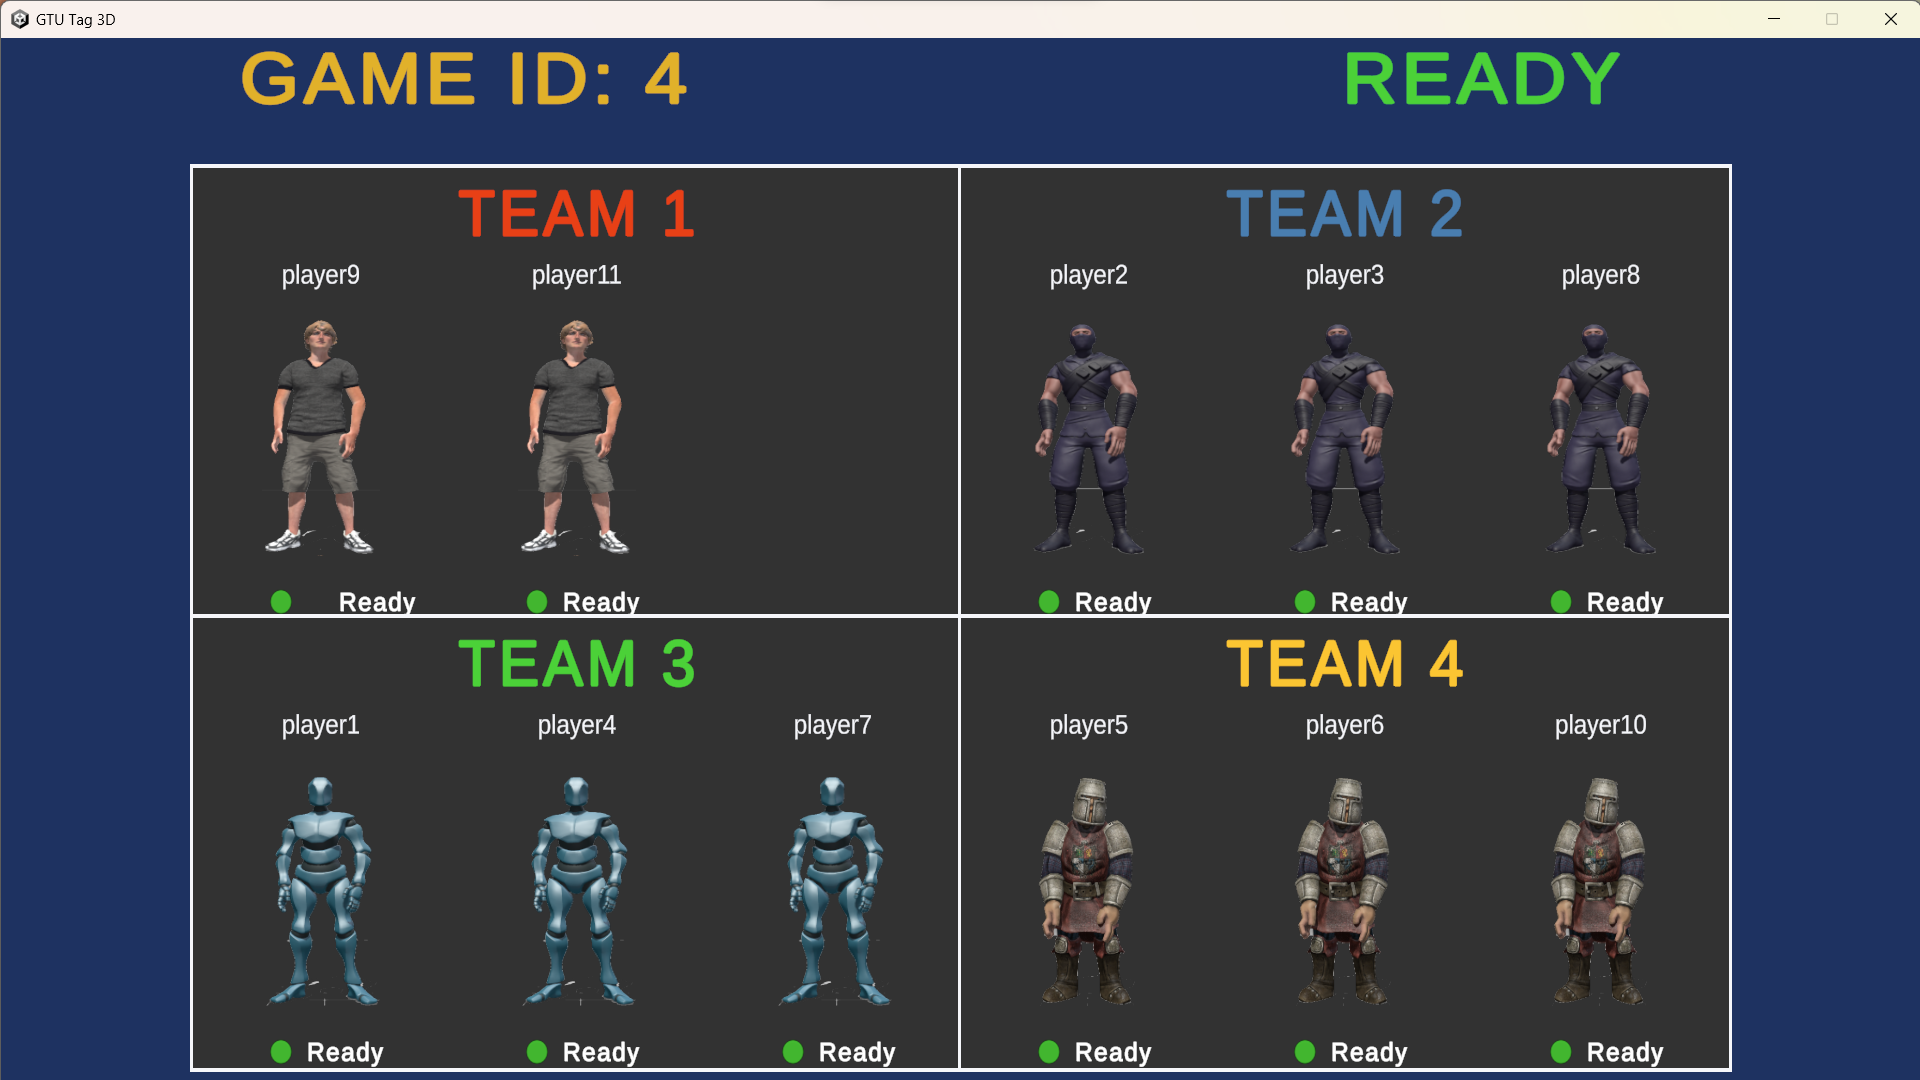 GTU Tag 3D
GAME ID: 4
READY
TEAM 1
player9
player11
Ready
Ready
TEAM 2
player2
player3
player8
Ready
Ready
Ready
TEAM 3
player1
player4
player7
Ready
Ready
Ready
TEAM 4
player5
player6
player10
Ready
Ready
Ready